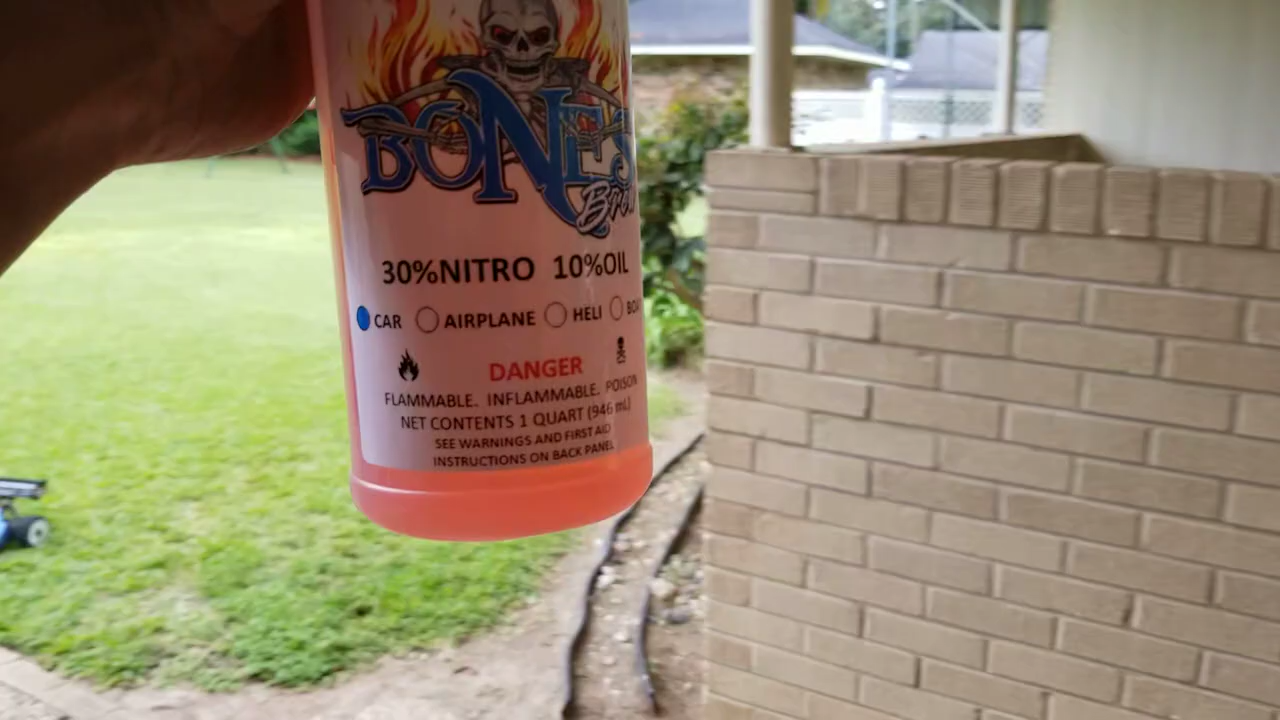 BONES
Brew
30%NITRO 10%OIL
CAR AIRPLANE HELI
DANGER
FLAMMABLE. INFLAMMABLE. POISON
NET CONTENTS 1 QUART (946 mL)
SEE WARNINGS AND FIRST AID
INSTRUCTIONS ON BACK PANEL